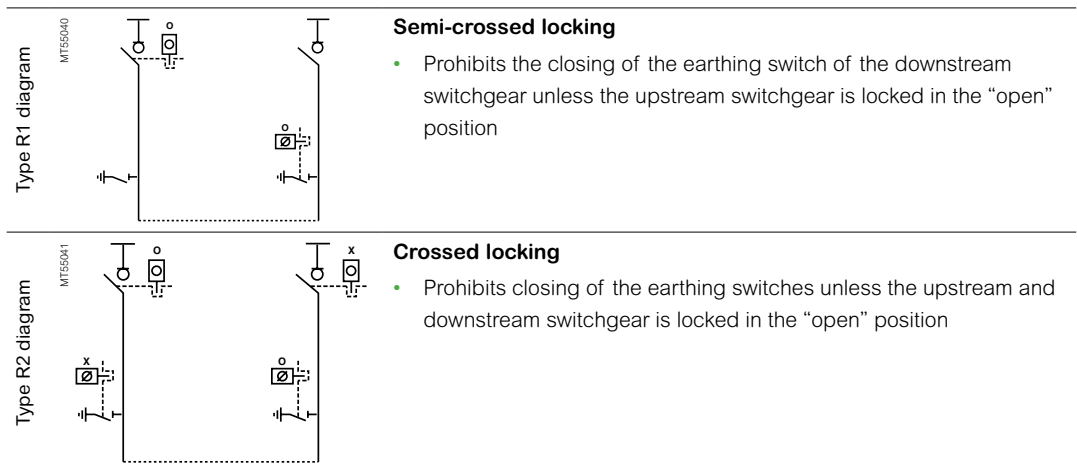 Type R1 diagram
MT55040
O
O
Semi-crossed locking
• Prohibits the closing of the earthing switch of the downstream
switchgear unless the upstream switchgear is locked in the “open”
position
Type R2 diagram
MT55041
O
X
X
O
Crossed locking
• Prohibits closing of the earthing switches unless the upstream and
downstream switchgear is locked in the “open” position